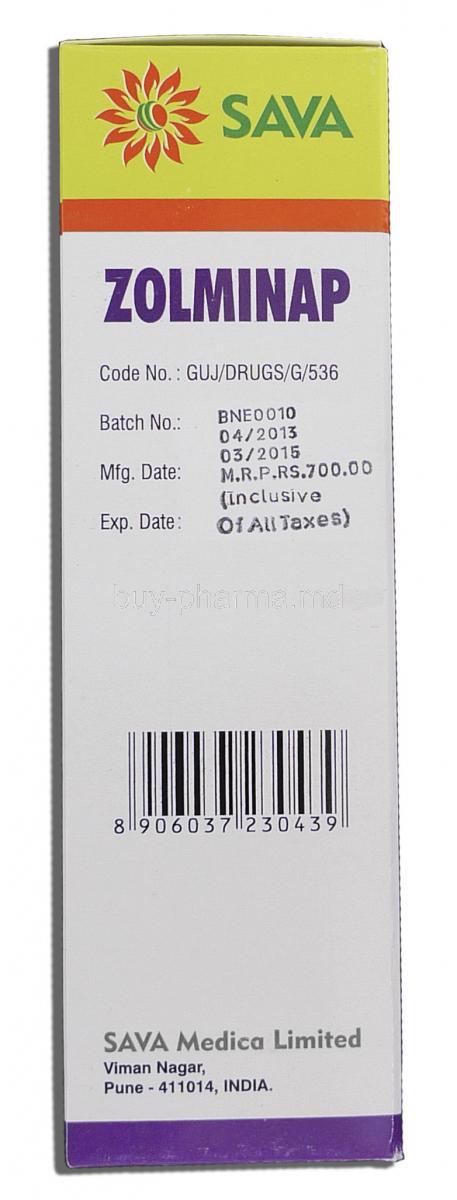 SAVA
ZOLMINAP
Code No.: GUJ/DRUGS/G/536
Batch No.: BNE0010
04/2013
03/2015
Mfg. Date: M.R.P.RS.700.00
(inclusive
Exp. Date: Of All Taxes)
buy-pharma.md
8 906037 230439
SAVA Medica Limited
Viman Nagar,
Pune - 411014, INDIA.